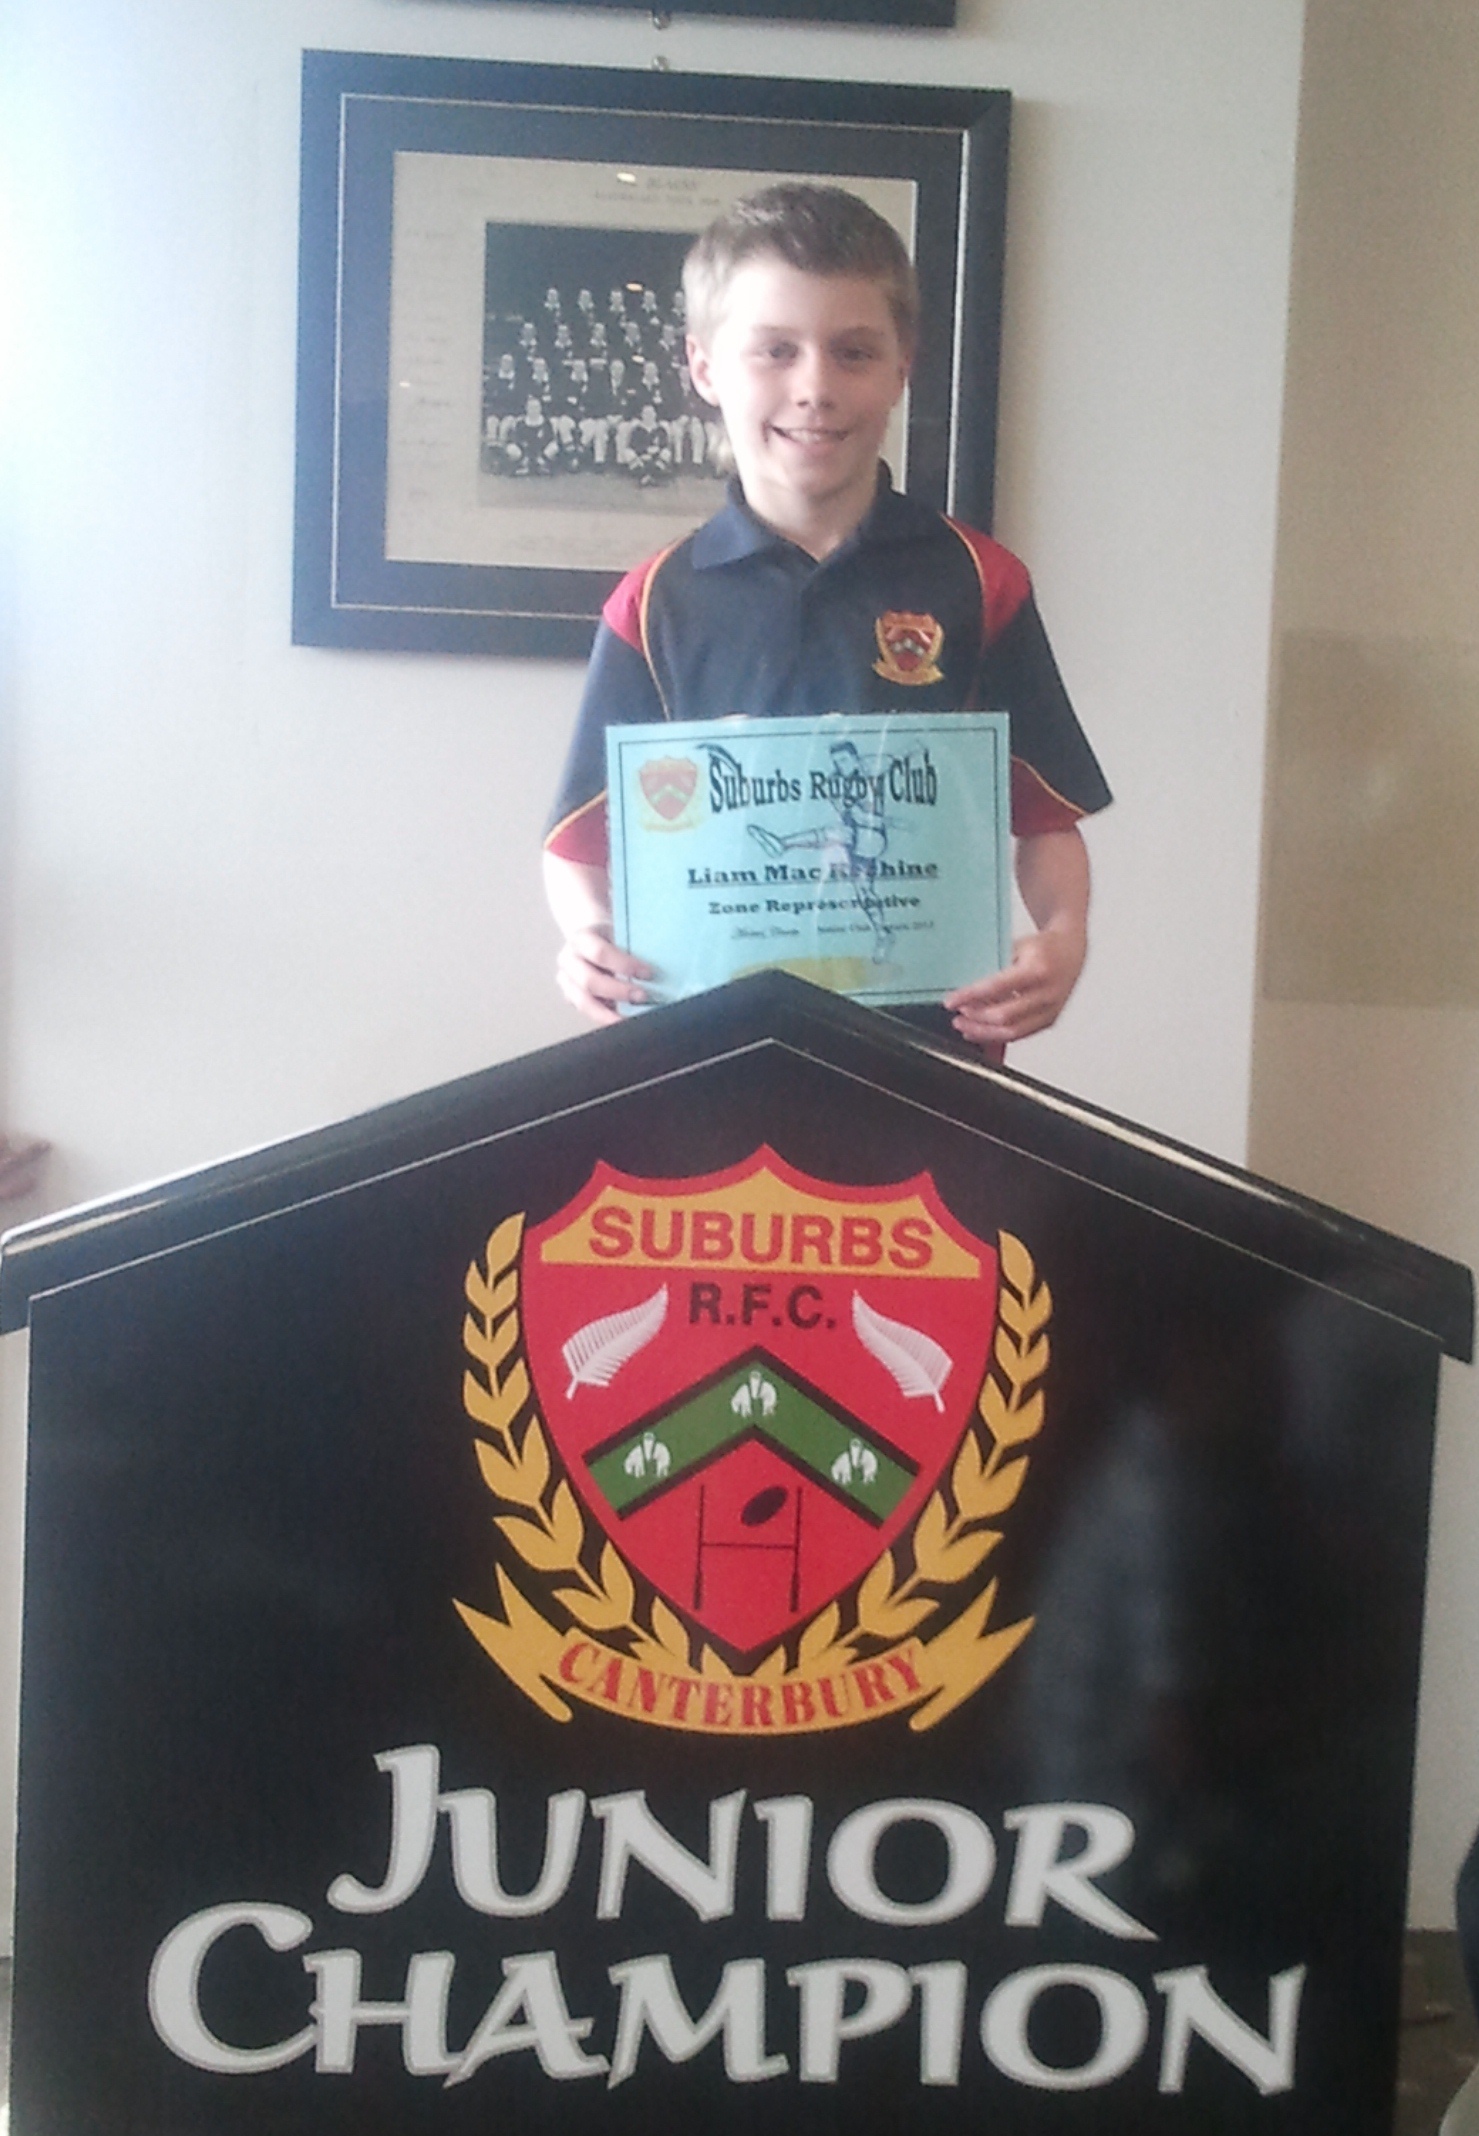 Suburbs Rugby Club
Liam Mac
Zone Representative
SUBURBS
R.F.C.
CANTERBURY
JUNIOR
CHAMPION